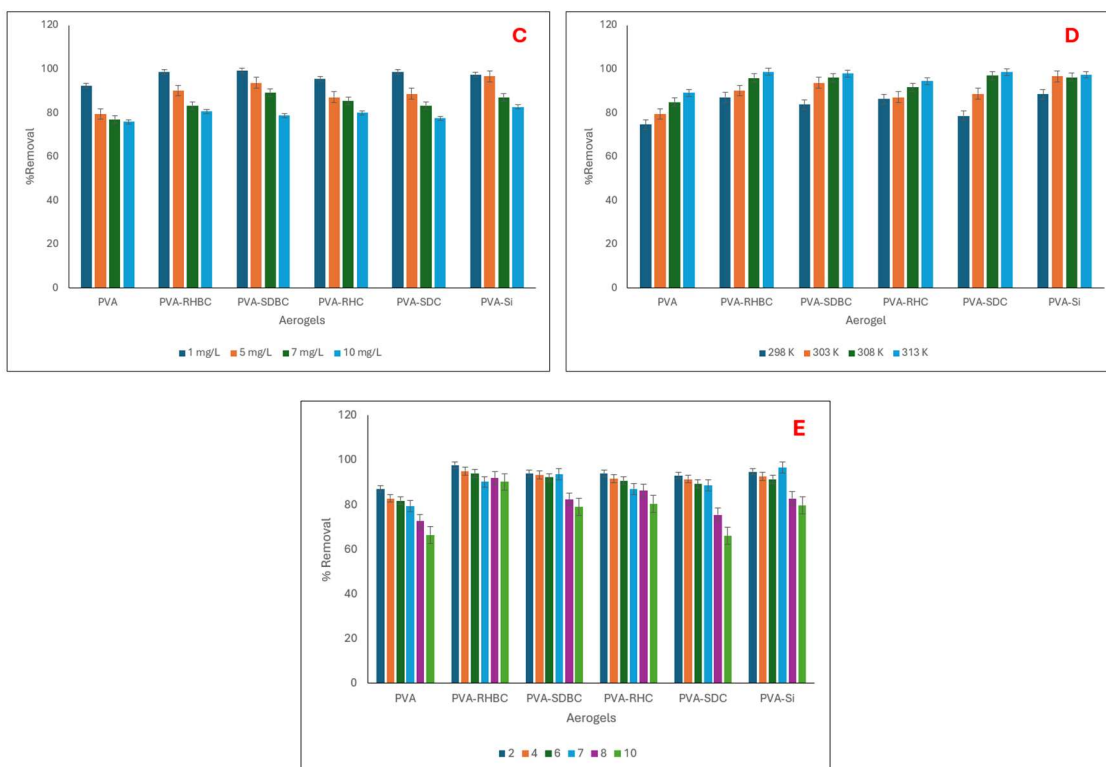 C
120
100
80
60
40
20
0
%Removal
PVA PVA-RHBC PVA-SDBC PVA-RHC PVA-SDC PVA-Si
Aerogels
1 mg/L 5 mg/L 7 mg/L 10 mg/L
D
120
100
80
60
40
20
0
%Removal
PVA PVA-RHBC PVA-SDBC PVA-RHC PVA-SDC PVA-Si
Aerogel
298 K 303 K 308 K 313 K
E
120
100
80
60
40
20
0
% Removal
PVA PVA-RHBC PVA-SDBC PVA-RHC PVA-SDC PVA-Si
Aerogels
2 4 6 7 8 10